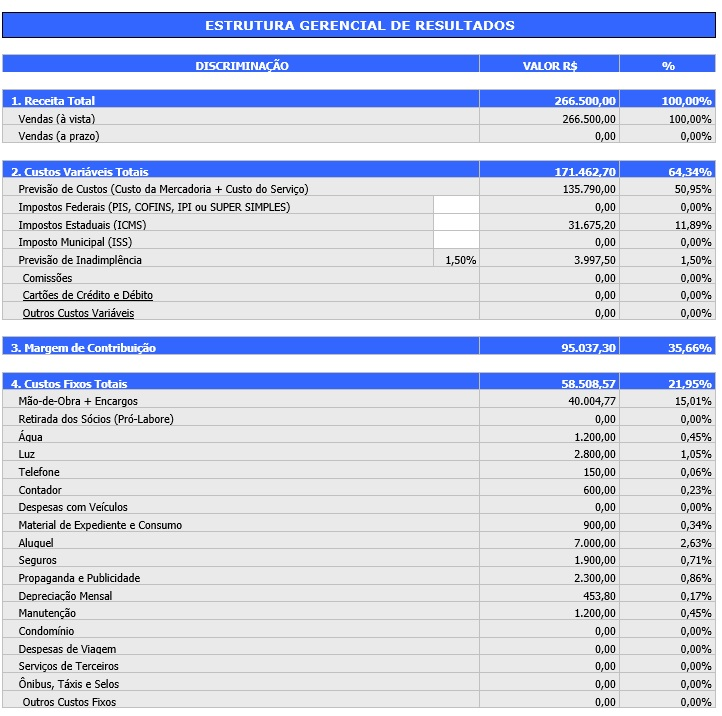 ESTRUTURA GERENCIAL DE RESULTADOS
DISCRIMINAÇÃO VALOR R$ %
1. Receita Total 266.500,00 100,00%
Vendas (à vista) 266.500,00 100,00%
Vendas (a prazo) 0,00 0,00%
2. Custos Variáveis Totais 171.462,70 64,34%
Previsão de Custos (Custo da Mercadoria + Custo do Serviço) 135.790,00 50,95%
Impostos Federais (PIS, COFINS, IPI ou SUPER SIMPLES) 0,00 0,00%
Impostos Estaduais (ICMS) 31.675,20 11,89%
Imposto Municipal (ISS) 0,00 0,00%
Previsão de Inadimplência 1,50% 3.997,50 1,50%
Comissões 0,00 0,00%
Cartões de Crédito e Débito 0,00 0,00%
Outros Custos Variáveis 0,00 0,00%
3. Margem de Contribuição 95.037,30 35,66%
4. Custos Fixos Totais 58.508,57 21,95%
Mão-de-Obra + Encargos 40.004,77 15,01%
Retirada dos Sócios (Pró-Labore) 0,00 0,00%
Água 1.200,00 0,45%
Luz 2.800,00 1,05%
Telefone 150,00 0,06%
Contador 600,00 0,23%
Despesas com Veículos 0,00 0,00%
Material de Expediente e Consumo 900,00 0,34%
Aluguel 7.000,00 2,63%
Seguros 1.900,00 0,71%
Propaganda e Publicidade 2.300,00 0,86%
Depreciação Mensal 453,80 0,17%
Manutenção 1.200,00 0,45%
Condomínio 0,00 0,00%
Despesas de Viagem 0,00 0,00%
Serviços de Terceiros 0,00 0,00%
Ônibus, Táxis e Selos 0,00 0,00%
Outros Custos Fixos 0,00 0,00%